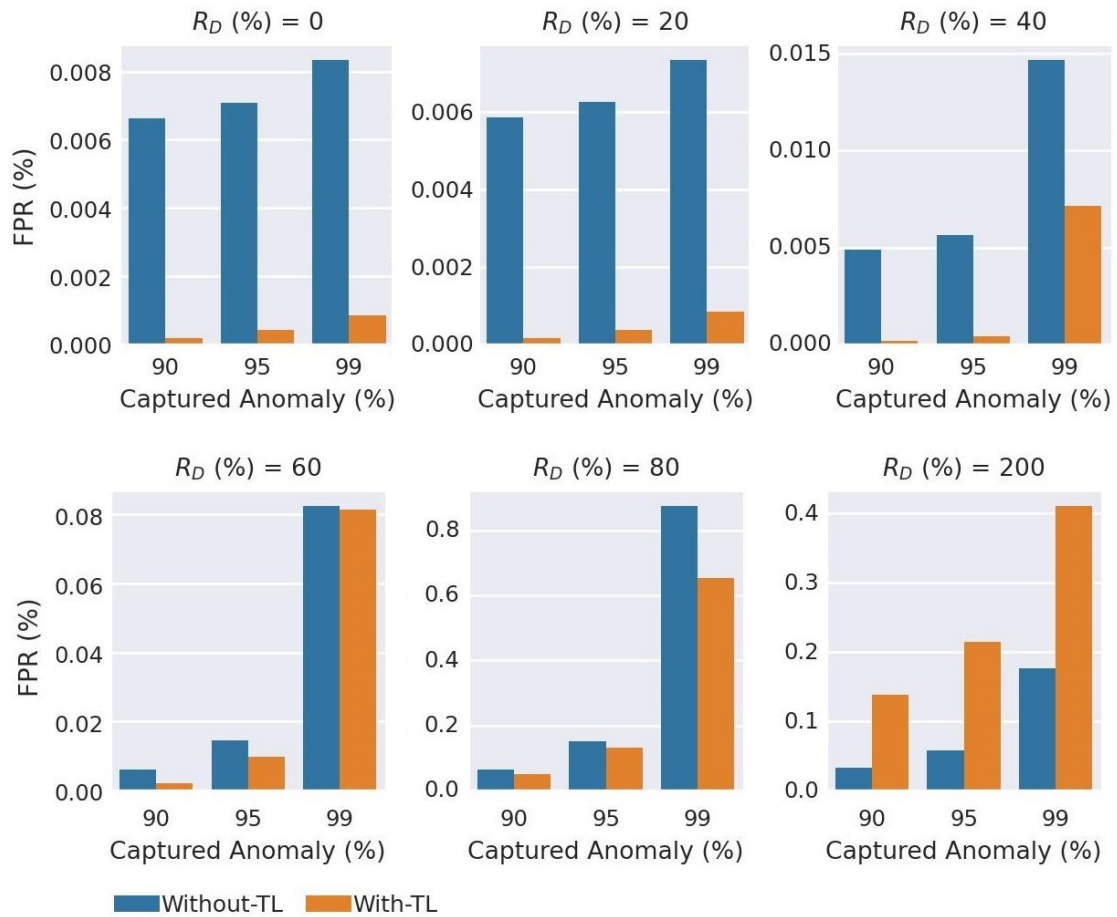 R_D (%) = 0
R_D (%) = 20
R_D (%) = 40
FPR (%)
0.008
0.006
0.004
0.002
0.000
90 95 99
Captured Anomaly (%)
0.006
0.004
0.002
0.000
90 95 99
Captured Anomaly (%)
0.015
0.010
0.005
0.000
90 95 99
Captured Anomaly (%)
R_D (%) = 60
R_D (%) = 80
R_D (%) = 200
FPR (%)
0.08
0.06
0.04
0.02
0.00
90 95 99
Captured Anomaly (%)
0.8
0.6
0.4
0.2
0.0
90 95 99
Captured Anomaly (%)
0.4
0.3
0.2
0.1
0.0
90 95 99
Captured Anomaly (%)
Without-TL With-TL